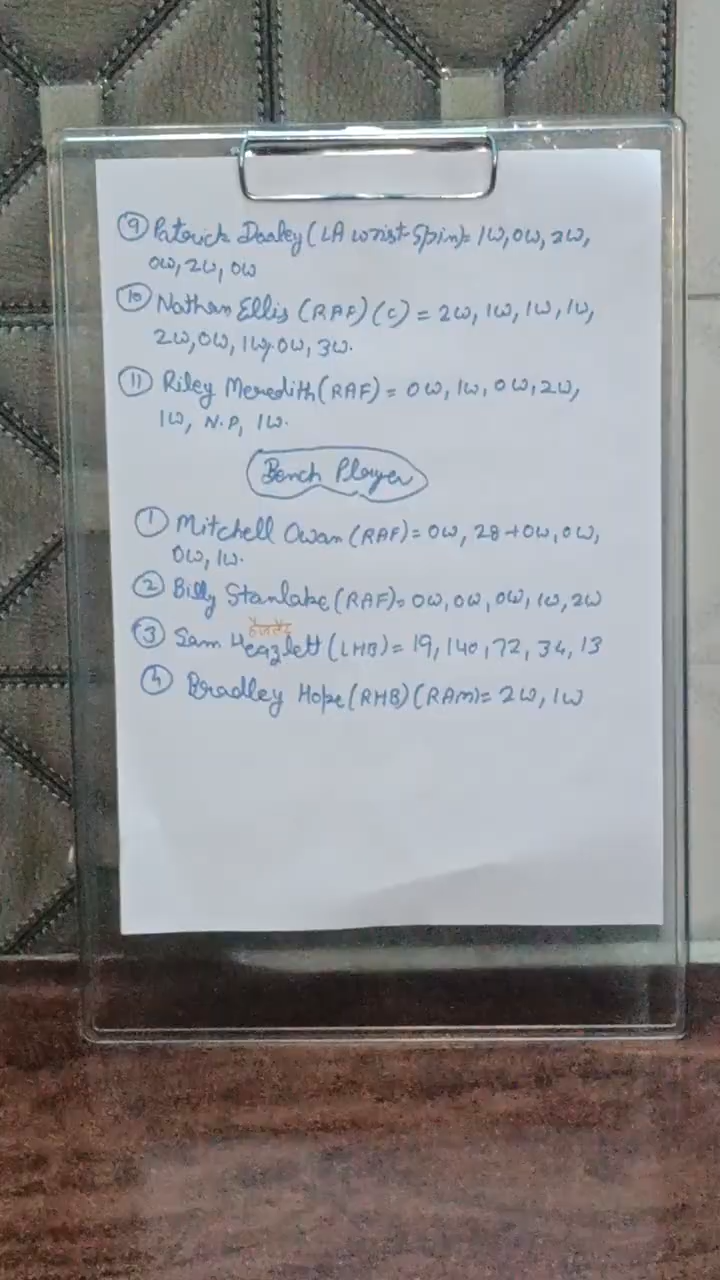 ⑨ Patrick Dooley (LA wrist-Spin)= 1W, 0W, 2W,
0W, 2W, 0W
⑩ Nathan Ellis (RAF) (C) = 2W, 1W, 1W, 1W,
2W, 0W, 1W, 0W, 3W.
⑪ Riley Meredith (RAF) = 0W, 1W, 0W, 2W,
1W, N.P, 1W.
Bench Player
① Mitchell Owan (RAF)= 0W, 28+0W, 0W,
0W, 1W.
② Billy Stanlake (RAF)= 0W, 0W, 0W, 1W, 2W
हेजलेट
③ Sam Heazlett (LHB)= 19, 140, 72, 34, 13
④ Bradley Hope (RHB) (RAM)= 2W, 1W